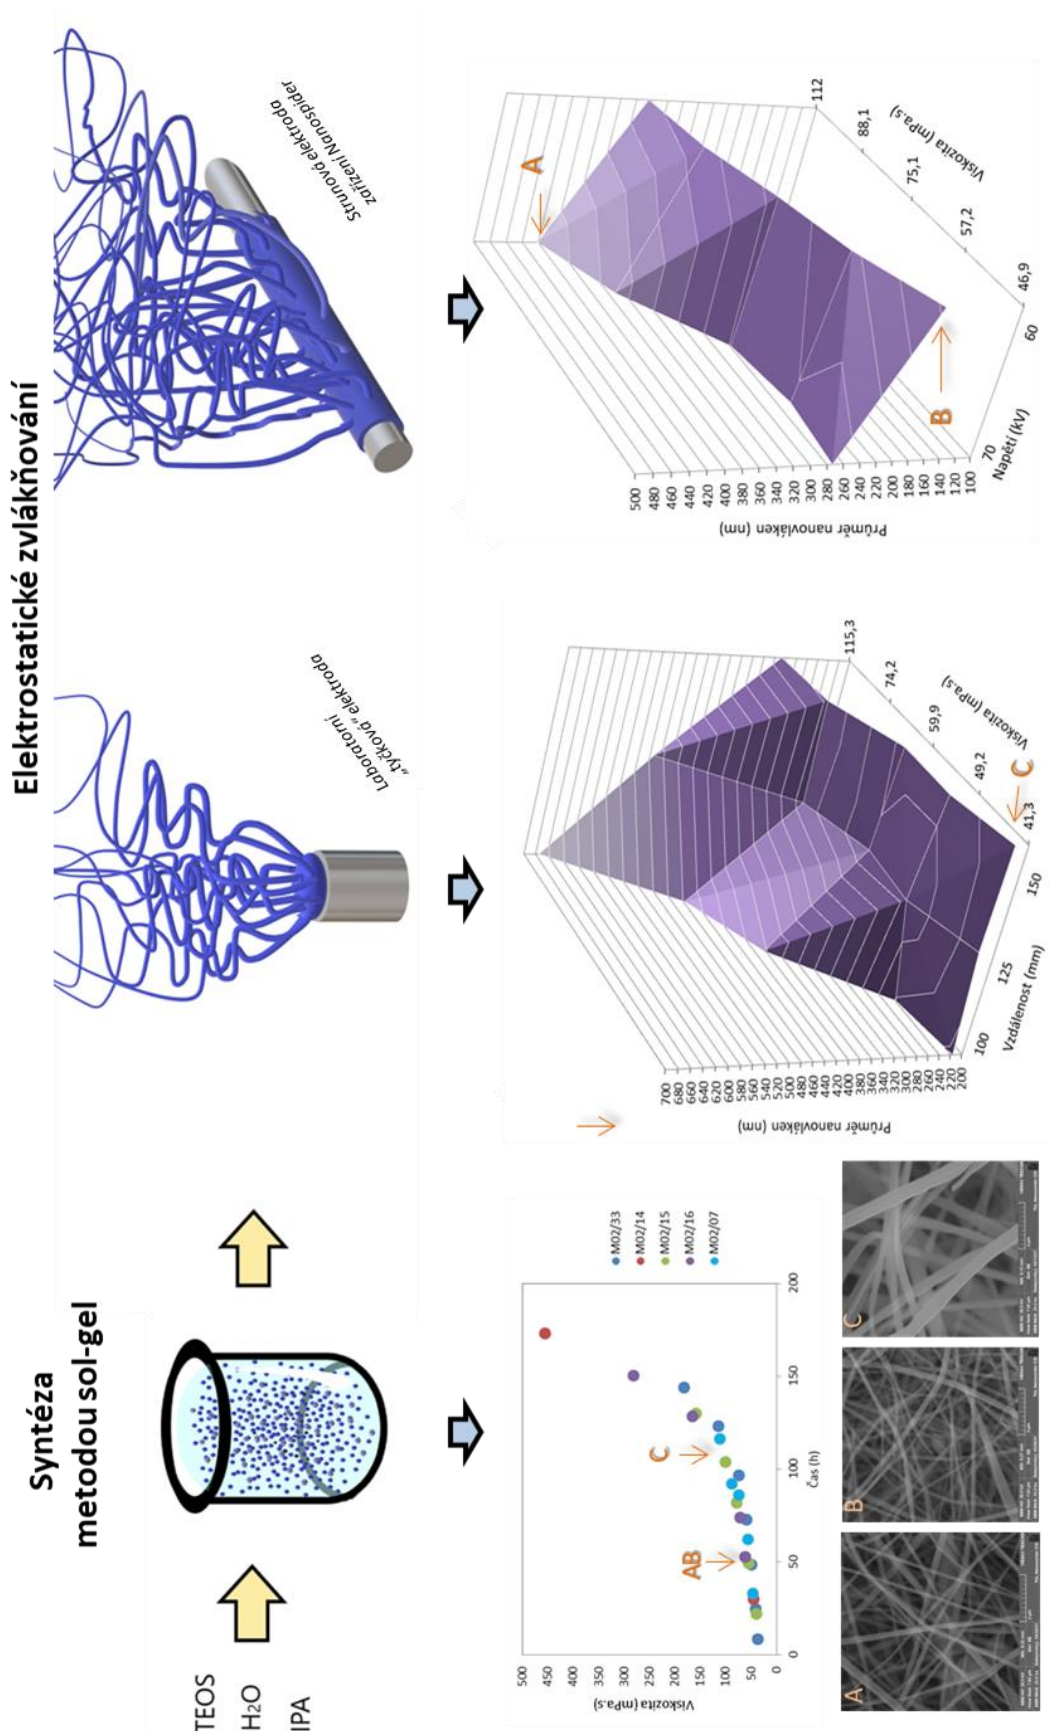 Elektrostatické zvlákňování
Syntéza
metodou sol-gel
TEOS
H2O
IPA
Laboratorní
„tyčková“ elektroda
Strunová elektroda
zařízení Nanospider
Viskozita (mPa.s)
500
450
400
350
300
250
200
150
100
50
0
0
50
100
150
200
Čas (h)
AB
C
M02/33
M02/14
M02/15
M02/16
M02/07
Průměr nanovláken (nm)
700
680
660
640
620
600
580
560
540
520
500
480
460
440
420
400
380
360
340
320
300
280
260
240
220
200
100
125
150
Vzdálenost (mm)
41,3
49,2
59,9
74,2
115,3
Viskozita (mPa.s)
C
Průměr nanovláken (nm)
500
480
460
440
420
400
380
360
340
320
300
280
260
240
220
200
180
160
140
120
100
70
60
Napětí (kV)
46,9
57,2
75,1
88,1
112
Viskozita (mPa.s)
A
B
A
B
C